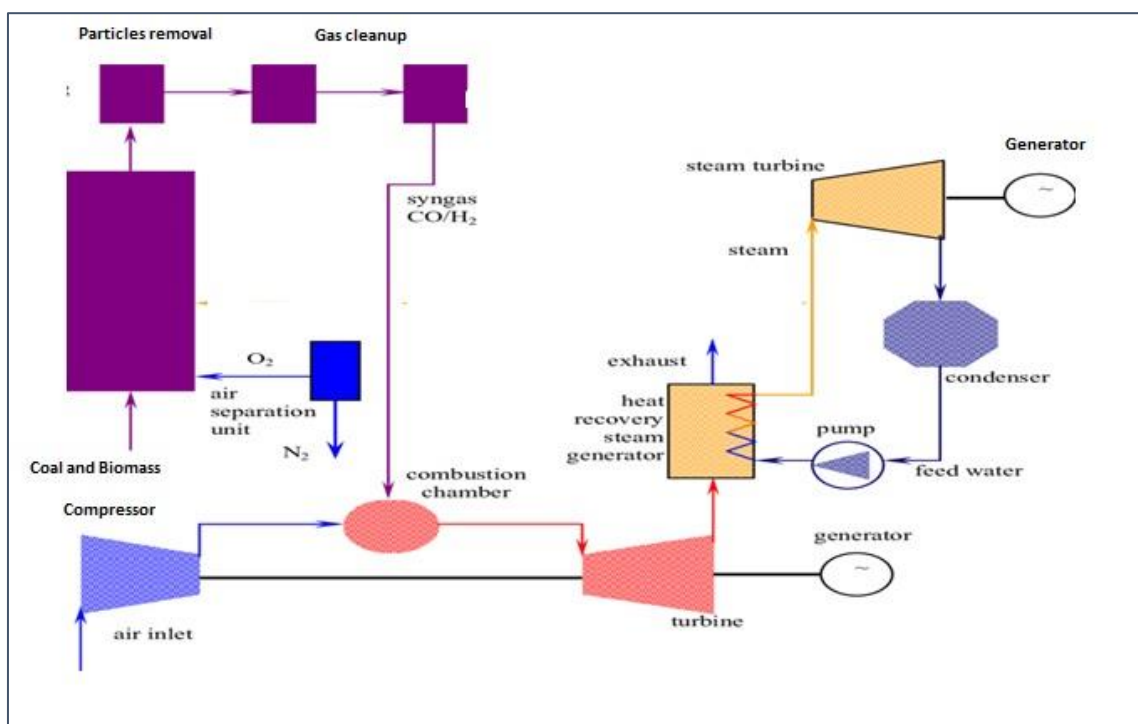 Particles removal
Gas cleanup
Generator
steam turbine
~
syngas
CO/H₂
steam
O₂
air
separation
unit
N₂
exhaust
condenser
heat
recovery
steam
generator
pump
feed water
Coal and Biomass
combustion
chamber
Compressor
generator
~
turbine
air inlet